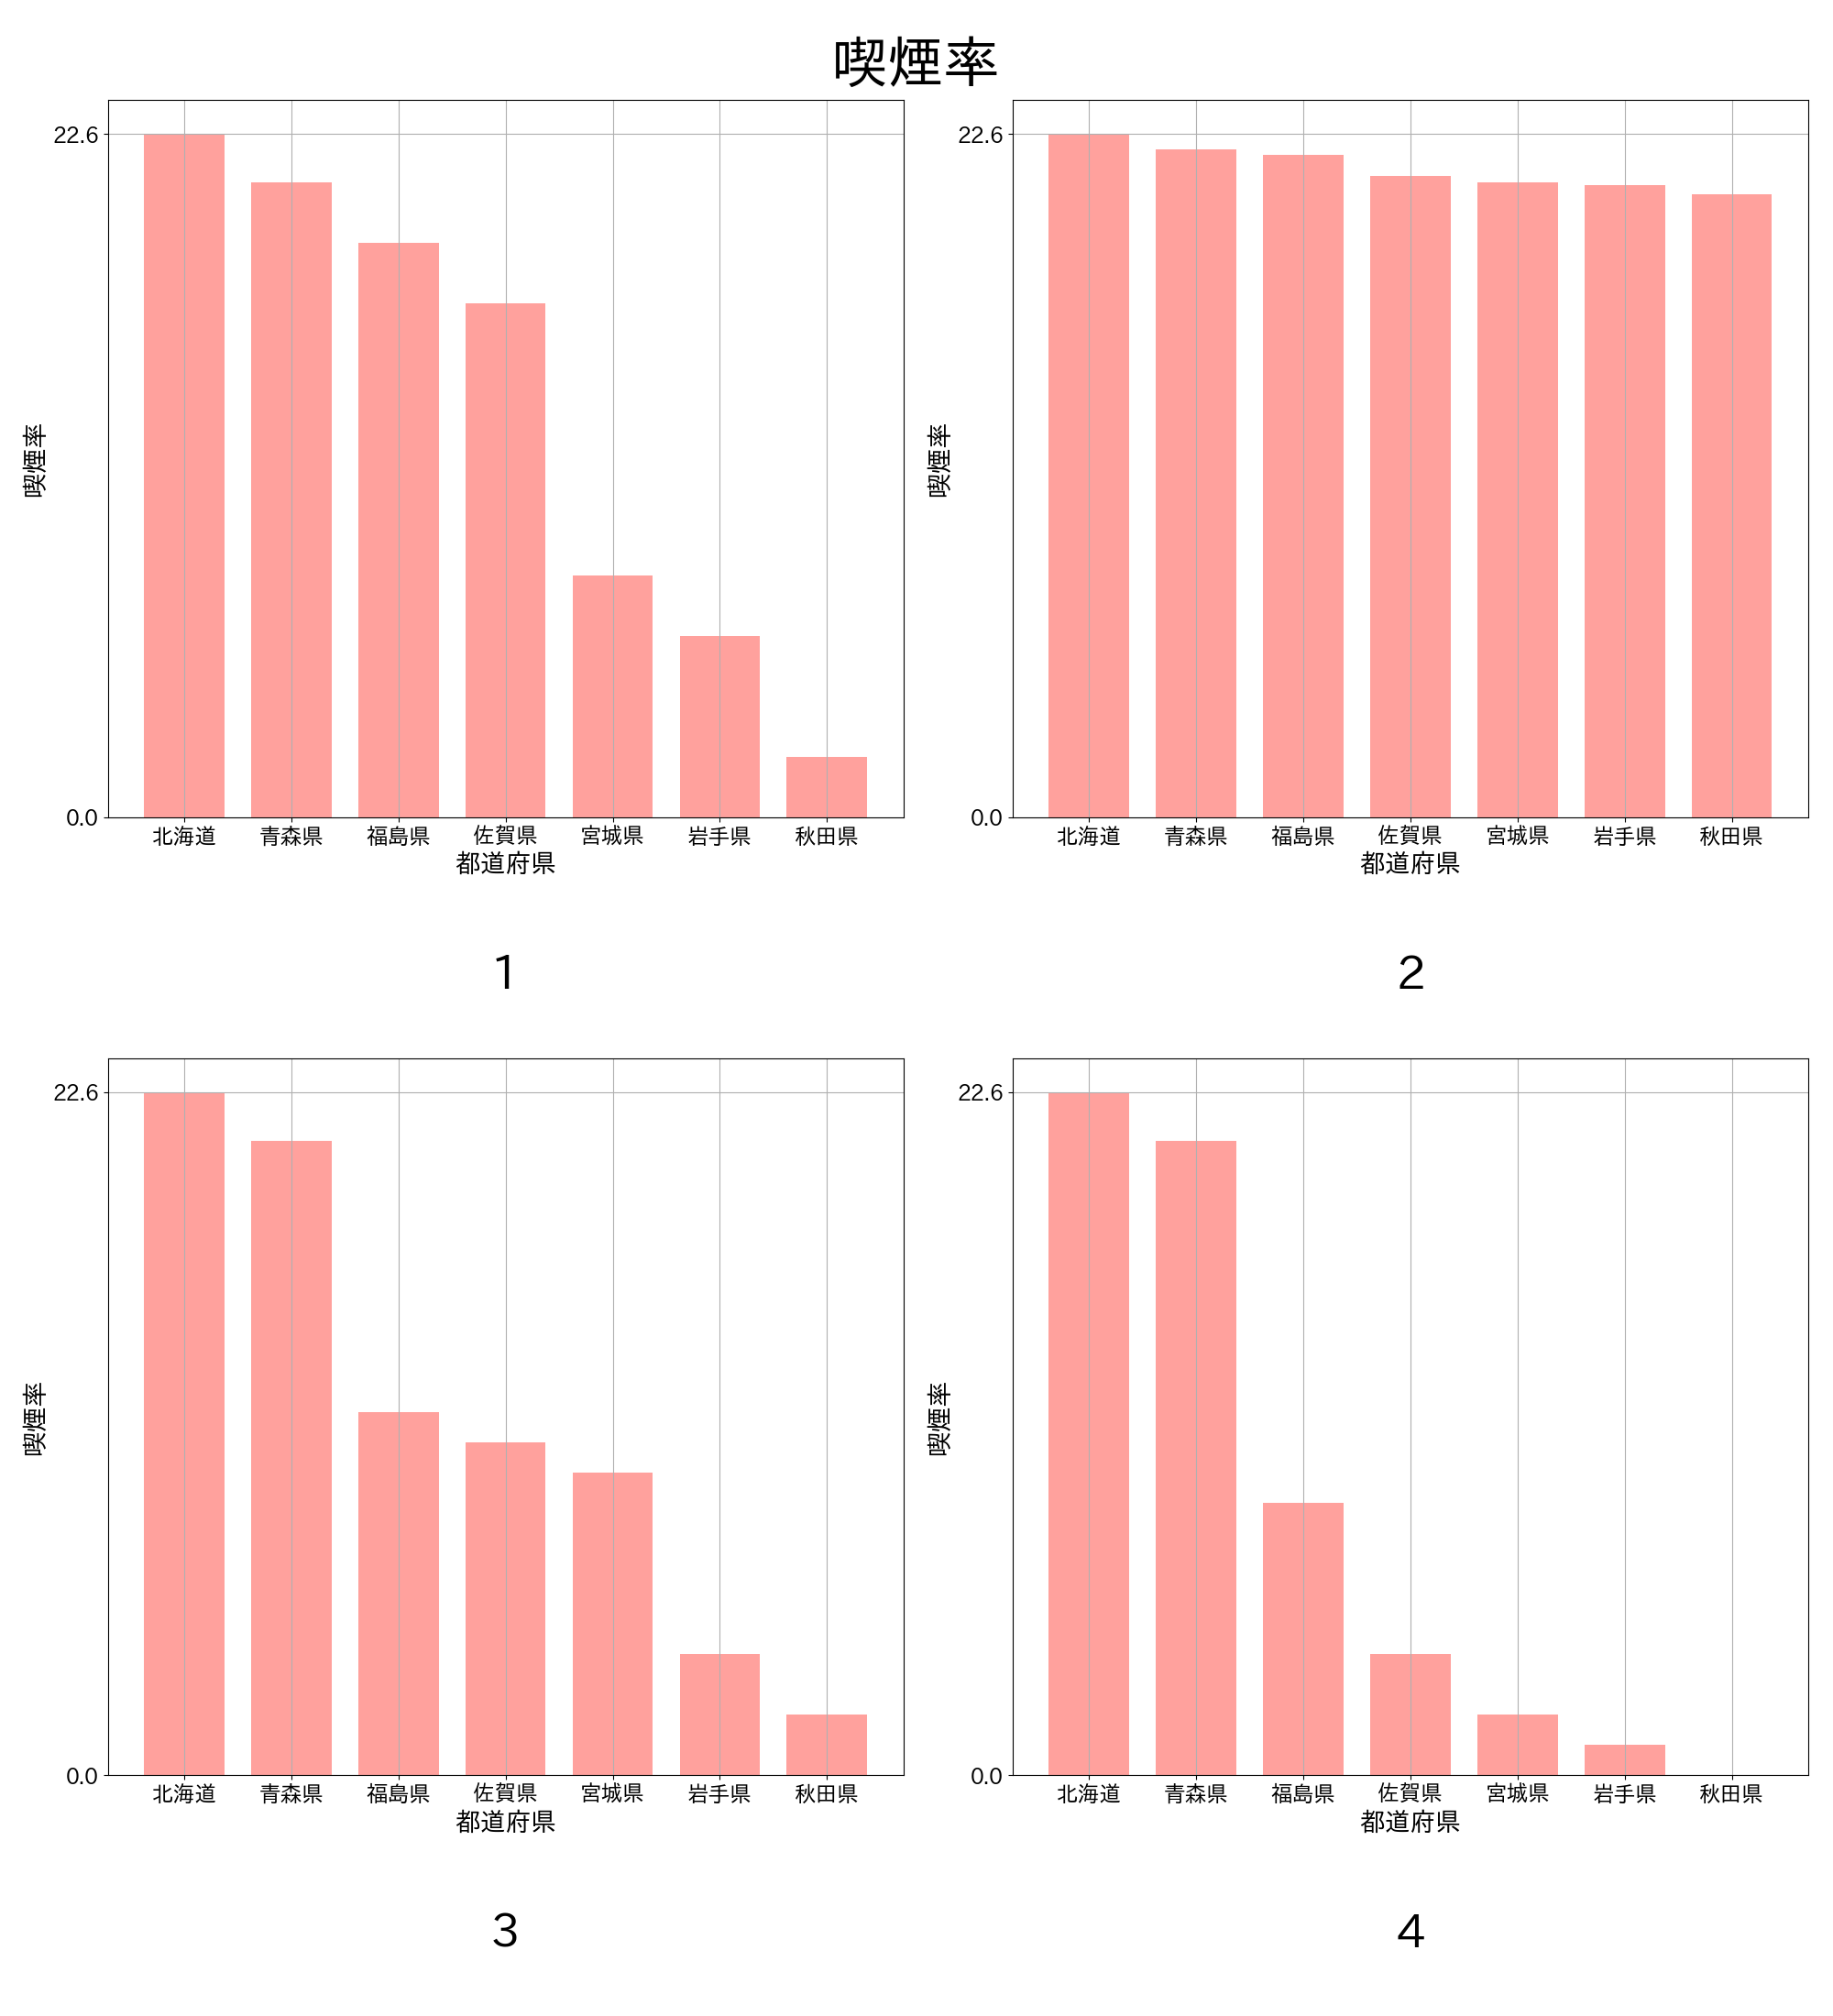 喫煙率
22.6
喫煙率
0.0
北海道 青森県 福島県 佐賀県 宮城県 岩手県 秋田県
都道府県
1
22.6
喫煙率
0.0
北海道 青森県 福島県 佐賀県 宮城県 岩手県 秋田県
都道府県
2
22.6
喫煙率
0.0
北海道 青森県 福島県 佐賀県 宮城県 岩手県 秋田県
都道府県
3
22.6
喫煙率
0.0
北海道 青森県 福島県 佐賀県 宮城県 岩手県 秋田県
都道府県
4